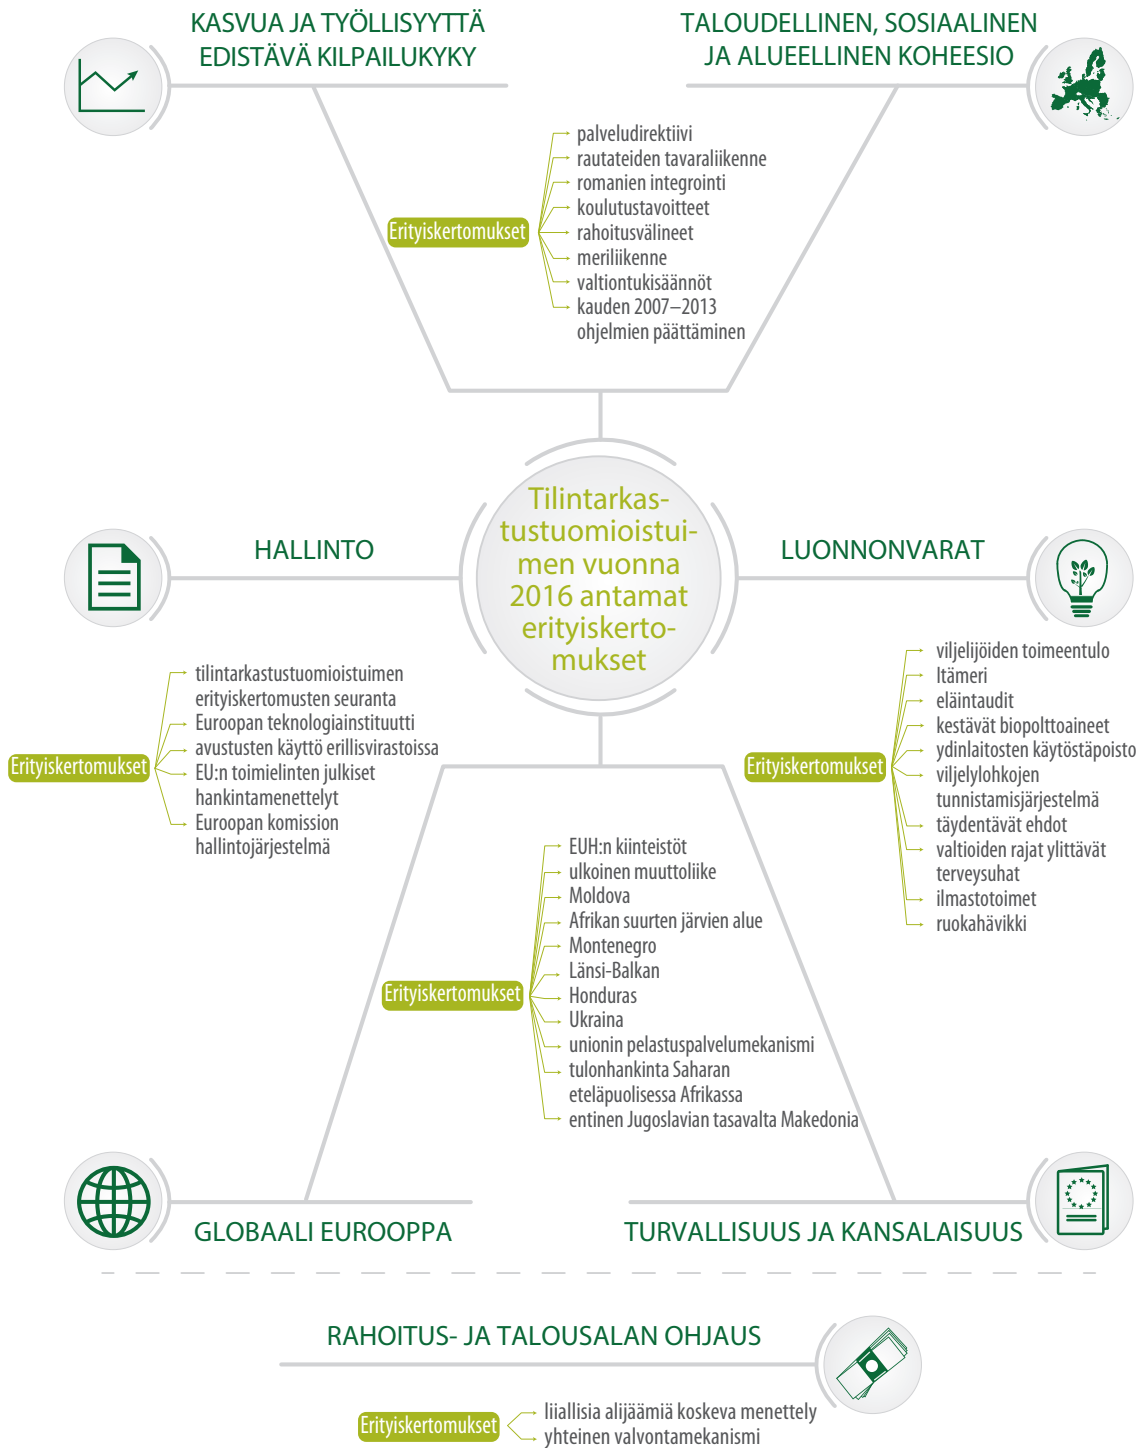 KASVUA JA TYÖLLISYYTTÄ
EDISTÄVÄ KILPAILUKYKY
TALOUDELLINEN, SOSIAALINEN
JA ALUEELLINEN KOHEESIO
Erityiskertomukset
palveludirektiivi
rautateiden tavaraliikenne
romanien integrointi
koulutustavoitteet
rahoitusvälineet
meriliikenne
valtiontukisäännöt
kauden 2007–2013
ohjelmien päättäminen
Tilintarkas-
tustuomioistui-
men vuonna
2016 antamat
erityiskerto-
mukset
HALLINTO
Erityiskertomukset
tilintarkastustuomioistuimen
erityiskertomusten seuranta
Euroopan teknologiainstituutti
avustusten käyttö erillisvirastoissa
EU:n toimielinten julkiset
hankintamenettelyt
Euroopan komission
hallintojärjestelmä
LUONNONVARAT
Erityiskertomukset
viljelijöiden toimeentulo
Itämeri
eläintaudit
kestävät biopolttoaineet
ydinlaitosten käytöstäpoisto
viljelylohkojen
tunnistamisjärjestelmä
täydentävät ehdot
valtioiden rajat ylittävät
terveysuhat
ilmastotoimet
ruokahävikki
Erityiskertomukset
EUH:n kiinteistöt
ulkoinen muuttoliike
Moldova
Afrikan suurten järvien alue
Montenegro
Länsi-Balkan
Honduras
Ukraina
unionin pelastuspalvelumekanismi
tulonhankinta Saharan
eteläpuolisessa Afrikassa
entinen Jugoslavian tasavalta Makedonia
GLOBAALI EUROOPPA
TURVALLISUUS JA KANSALAISUUS
RAHOITUS- JA TALOUSALAN OHJAUS
Erityiskertomukset
liiallisia alijäämiä koskeva menettely
yhteinen valvontamekanismi